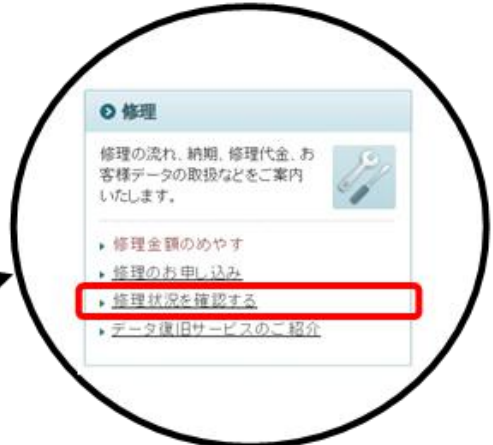 修理
修理の流れ、納期、修理代金、お
客様データの取扱などをご案内
いたします。
修理金額のめやす
修理のお申し込み
修理状況を確認する
データ復旧サービスのご紹介